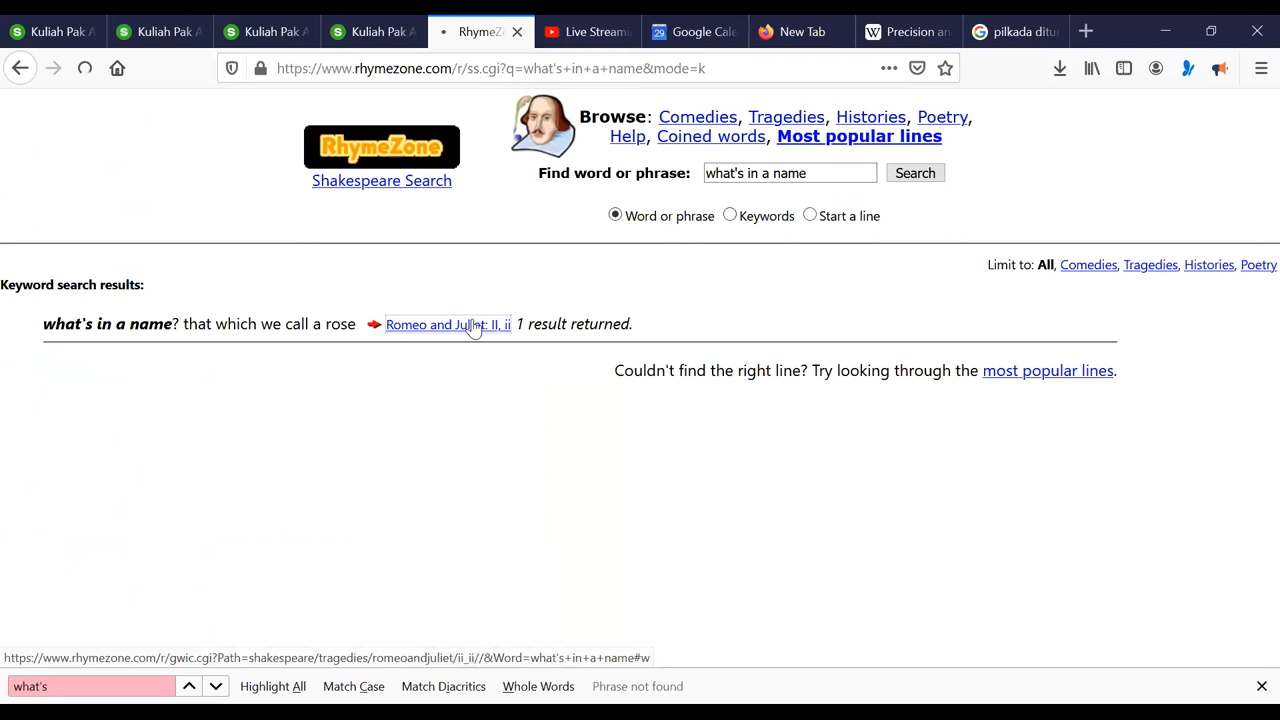 Kuliah Pak A Kuliah Pak A Kuliah Pak A Kuliah Pak A RhymeZo Live Streami Google Cale New Tab Precision an pilkada ditu
https://www.rhymezone.com/r/ss.cgi?q=what's+in+a+name&mode=k
Browse: Comedies, Tragedies, Histories, Poetry,
Help, Coined words, Most popular lines
RhymeZone
Shakespeare Search
Find word or phrase: what's in a name Search
Word or phrase Keywords Start a line
Limit to: All, Comedies, Tragedies, Histories, Poetry
Keyword search results:
what's in a name? that which we call a rose Romeo and Juliet: II, ii 1 result returned.
Couldn't find the right line? Try looking through the most popular lines.
https://www.rhymezone.com/r/gwic.cgi?Path=shakespeare/tragedies/romeoandjuliet/ii_ii//&Word=what's+in+a+name#w
what's Highlight All Match Case Match Diacritics Whole Words Phrase not found